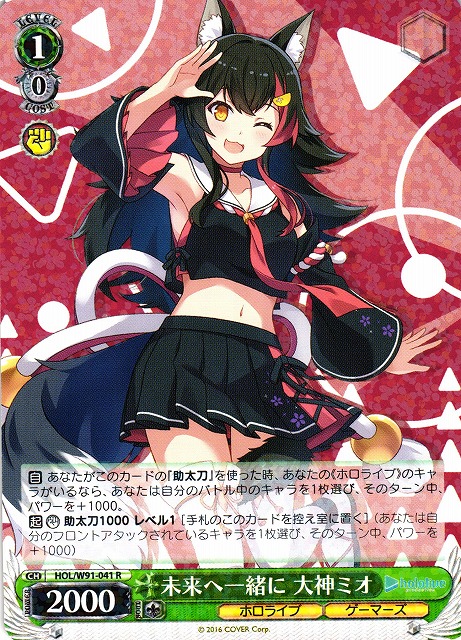 LEVEL
1
0
COST
自 あなたがこのカードの「助太刀」を使った時、あなたの《ホロライブ》のキャ
ラがいるなら、あなたは自分のバトル中のキャラを1枚選び、そのターン中、
パワーを+1000。
起 助太刀1000 レベル1 [手札のこのカードを控え室に置く] (あなたは自
分のフロントアタックされているキャラを1枚選び、そのターン中、パワーを
+1000)
CH HOL/W91-041 R
POWER 2000 SOUL
未来へ一緒に 大神ミオ
hololive production
ホロライブ ゲーマーズ
© 2016 COVER Corp.